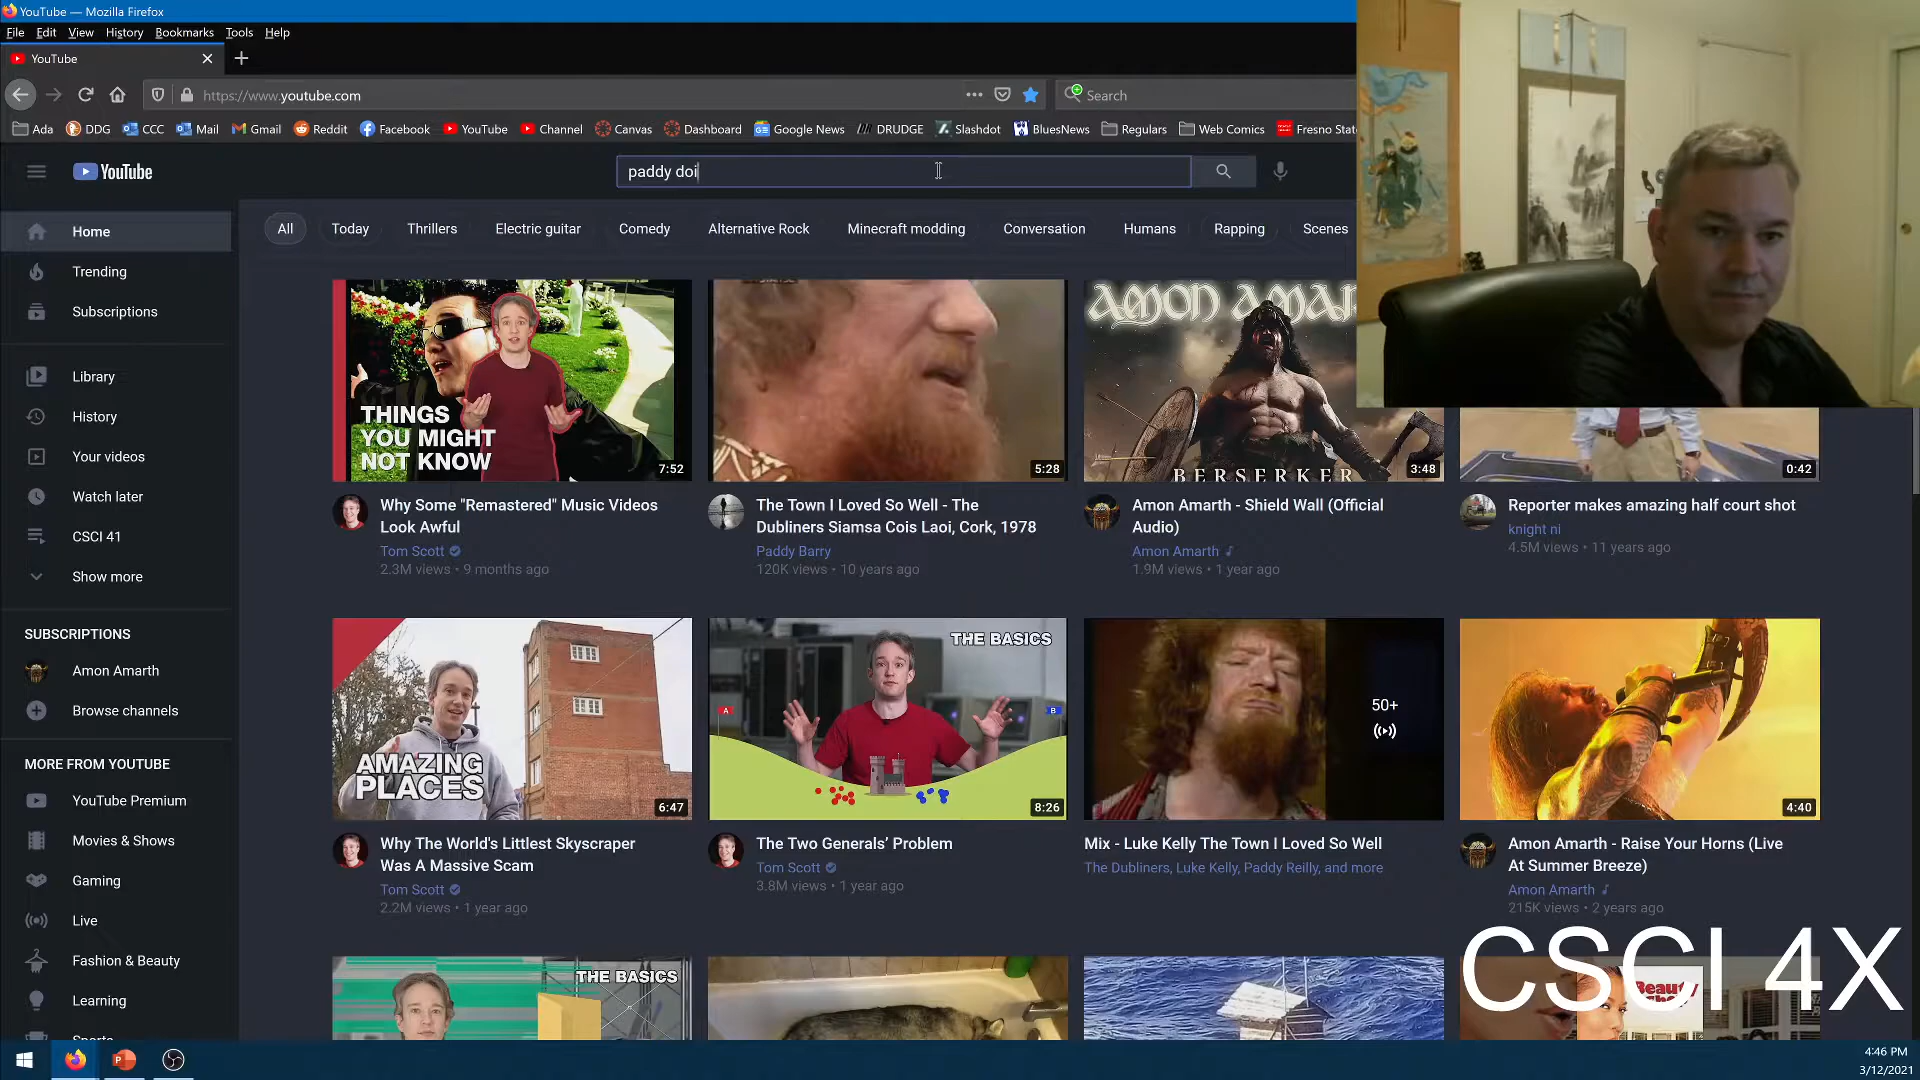 YouTube — Mozilla Firefox
File Edit View History Bookmarks Tools Help
YouTube
https://www.youtube.com
Search
Ada DDG CCC Mail Gmail Reddit Facebook YouTube Channel Canvas Dashboard Google News DRUDGE Slashdot BluesNews Regulars Web Comics Fresno Stat
YouTube
paddy doi
All Today Thrillers Electric guitar Comedy Alternative Rock Minecraft modding Conversation Humans Rapping Scenes
Home
Trending
Subscriptions
Library
History
Your videos
Watch later
CSCI 41
Show more
SUBSCRIPTIONS
Amon Amarth
Browse channels
MORE FROM YOUTUBE
YouTube Premium
Movies & Shows
Gaming
Live
Fashion & Beauty
Learning
Sports
THINGS
YOU MIGHT
NOT KNOW
7:52
Why Some "Remastered" Music Videos
Look Awful
Tom Scott
2.3M views • 9 months ago
5:28
The Town I Loved So Well - The
Dubliners Siamsa Cois Laoi, Cork, 1978
Paddy Barry
120K views • 10 years ago
AMON AMAR
BERSERKER
3:48
Amon Amarth - Shield Wall (Official
Audio)
Amon Amarth
1.9M views • 1 year ago
0:42
Reporter makes amazing half court shot
knight ni
4.5M views • 11 years ago
AMAZING
PLACES
6:47
Why The World's Littlest Skyscraper
Was A Massive Scam
Tom Scott
2.2M views • 1 year ago
THE BASICS
A
B
8:26
The Two Generals’ Problem
Tom Scott
3.8M views • 1 year ago
50+
Mix - Luke Kelly The Town I Loved So Well
The Dubliners, Luke Kelly, Paddy Reilly, and more
4:40
Amon Amarth - Raise Your Horns (Live
At Summer Breeze)
Amon Amarth
215K views • 2 years ago
THE BASICS
Beauty
CSCI 4X
4:46 PM
3/12/2021